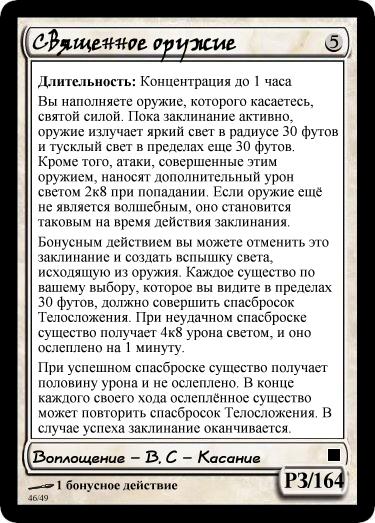 Священное оружие 5
Длительность: Концентрация до 1 часа
Вы наполняете оружие, которого касаетесь,
святой силой. Пока заклинание активно,
оружие излучает яркий свет в радиусе 30 футов
и тусклый свет в пределах еще 30 футов.
Кроме того, атаки, совершенные этим
оружием, наносят дополнительный урон
светом 2к8 при попадании. Если оружие ещё
не является волшебным, оно становится
таковым на время действия заклинания.
Бонусным действием вы можете отменить это
заклинание и создать вспышку света,
исходящую из оружия. Каждое существо по
вашему выбору, которое вы видите в пределах
30 футов, должно совершить спасбросок
Телосложения. При неудачном спасброске
существо получает 4к8 урона светом, и оно
ослеплено на 1 минуту.
При успешном спасброске существо получает
половину урона и не ослеплено. В конце
каждого своего хода ослеплённое существо
может повторить спасбросок Телосложения. В
случае успеха заклинание оканчивается.
Воплощение – В, С – Касание
1 бонусное действие
РЗ/164
46/49